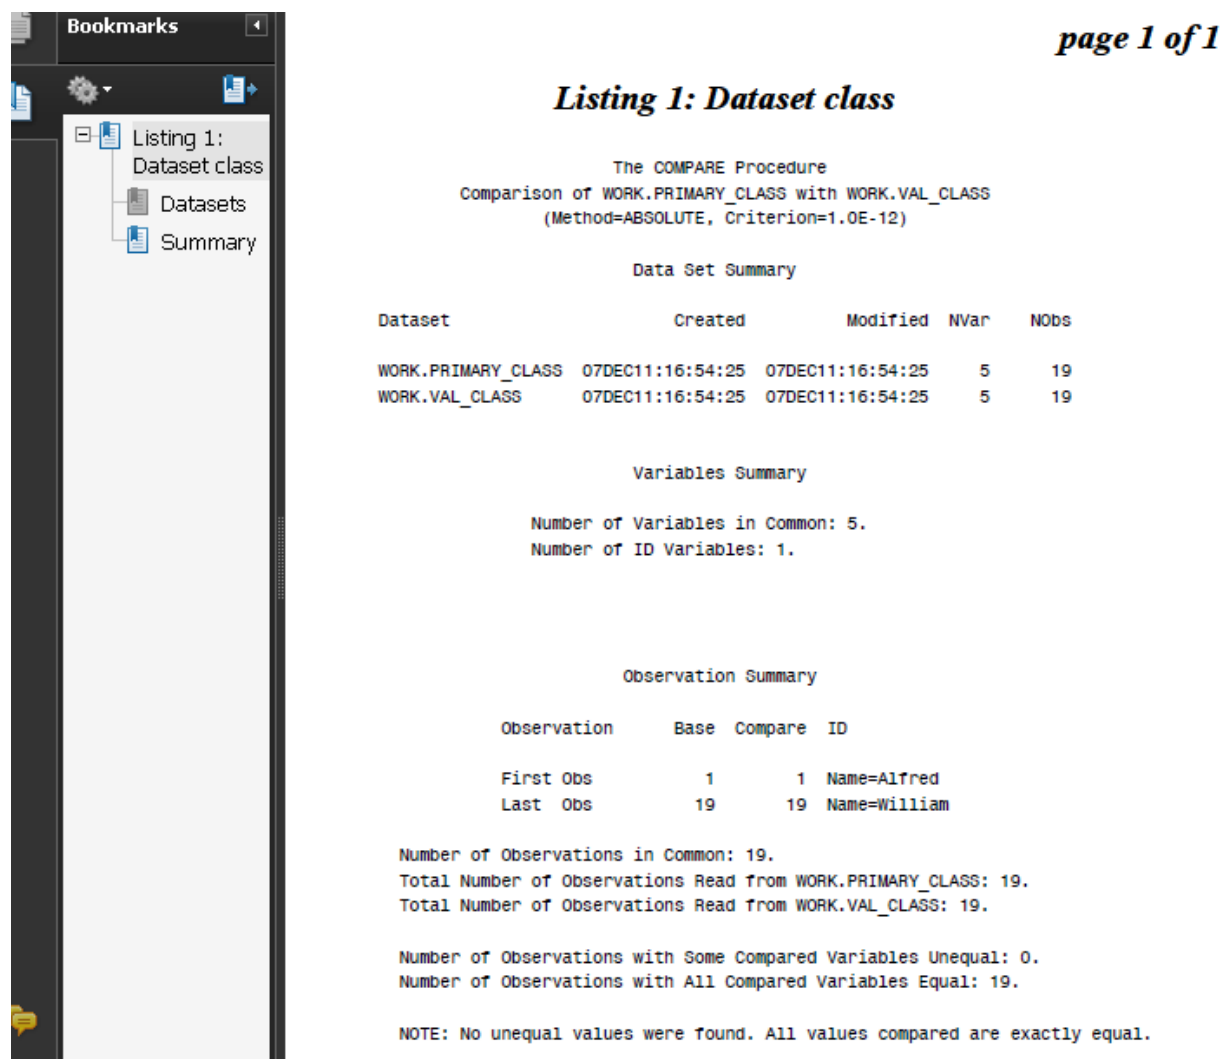 Bookmarks
Listing 1:
Dataset class
Datasets
Summary
page 1 of 1
Listing 1: Dataset class
The COMPARE Procedure
Comparison of WORK.PRIMARY_CLASS with WORK.VAL_CLASS
(Method=ABSOLUTE, Criterion=1.0E-12)
Data Set Summary
Dataset Created Modified NVar NObs
WORK.PRIMARY_CLASS 07DEC11:16:54:25 07DEC11:16:54:25 5 19
WORK.VAL_CLASS 07DEC11:16:54:25 07DEC11:16:54:25 5 19
Variables Summary
Number of Variables in Common: 5.
Number of ID Variables: 1.
Observation Summary
Observation Base Compare ID
First Obs 1 1 Name=Alfred
Last Obs 19 19 Name=William
Number of Observations in Common: 19.
Total Number of Observations Read from WORK.PRIMARY_CLASS: 19.
Total Number of Observations Read from WORK.VAL_CLASS: 19.
Number of Observations with Some Compared Variables Unequal: 0.
Number of Observations with All Compared Variables Equal: 19.
NOTE: No unequal values were found. All values compared are exactly equal.